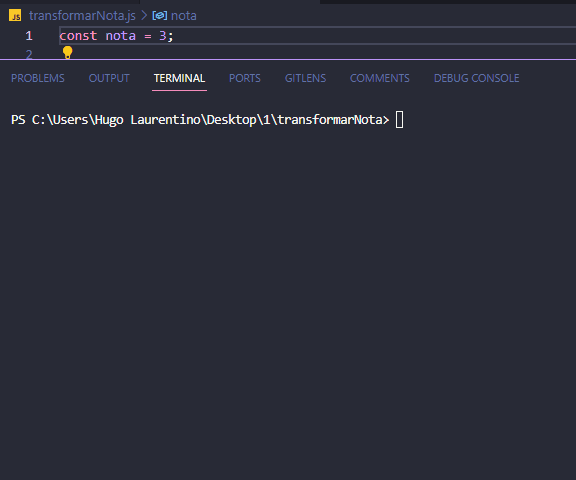 JS transformarNota.js > nota
1 const nota = 3;
2
PROBLEMS OUTPUT TERMINAL PORTS GITLENS COMMENTS DEBUG CONSOLE
PS C:\Users\Hugo Laurentino\Desktop\1\transformarNota>